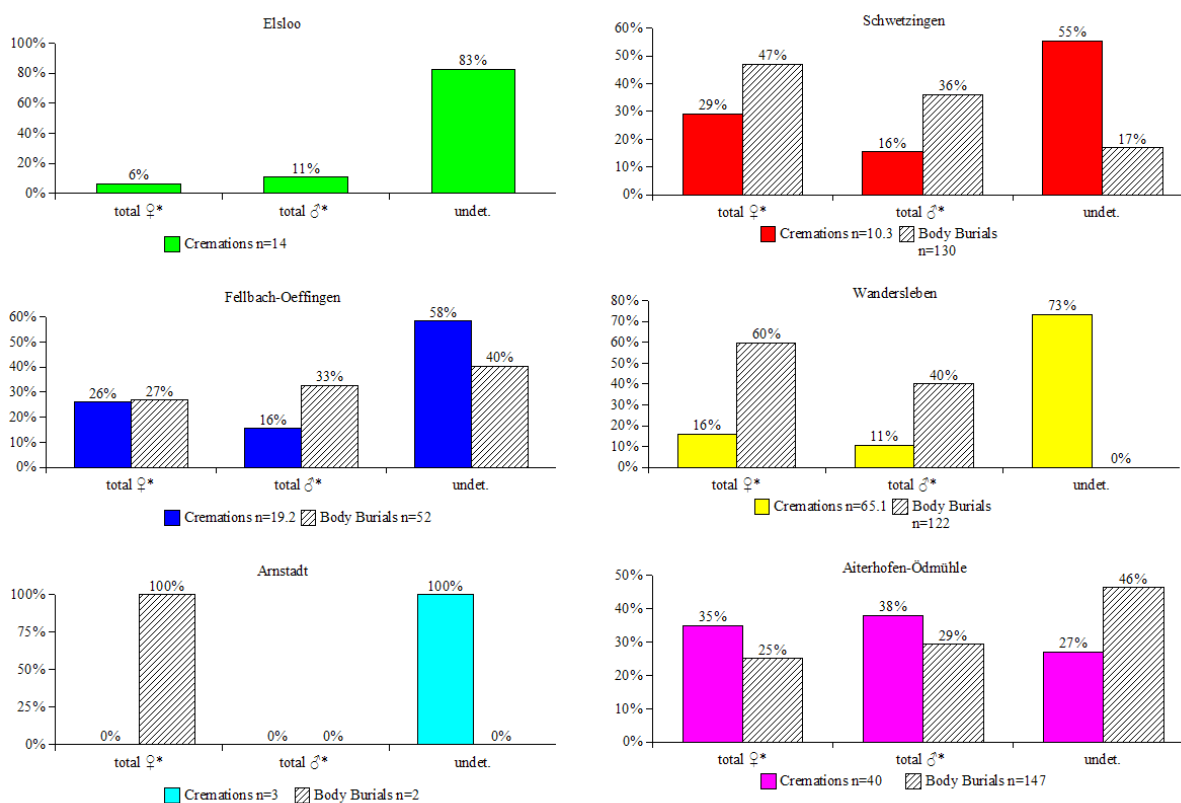 Elsloo
100%
80%
60%
40%
20%
0%
6%
11%
83%
total ♀*
total ♂*
undet.
Cremations n=14
Schwetzingen
60%
50%
40%
30%
20%
10%
0%
29%
47%
16%
36%
55%
17%
total ♀*
total ♂*
undet.
Cremations n=10.3
Body Burials
n=130
Fellbach-Oeffingen
60%
50%
40%
30%
20%
10%
0%
26%
27%
16%
33%
58%
40%
total ♀*
total ♂*
undet.
Cremations n=19.2
Body Burials n=52
Wandersleben
80%
70%
60%
50%
40%
30%
20%
10%
0%
16%
60%
11%
40%
73%
0%
total ♀*
total ♂*
undet.
Cremations n=65.1
Body Burials
n=122
Arnstadt
100%
75%
50%
25%
0%
0%
100%
0%
0%
100%
0%
total ♀*
total ♂*
undet.
Cremations n=3
Body Burials n=2
Aiterhofen-Ödmühle
50%
40%
30%
20%
10%
0%
35%
25%
38%
29%
27%
46%
total ♀*
total ♂*
undet.
Cremations n=40
Body Burials n=147